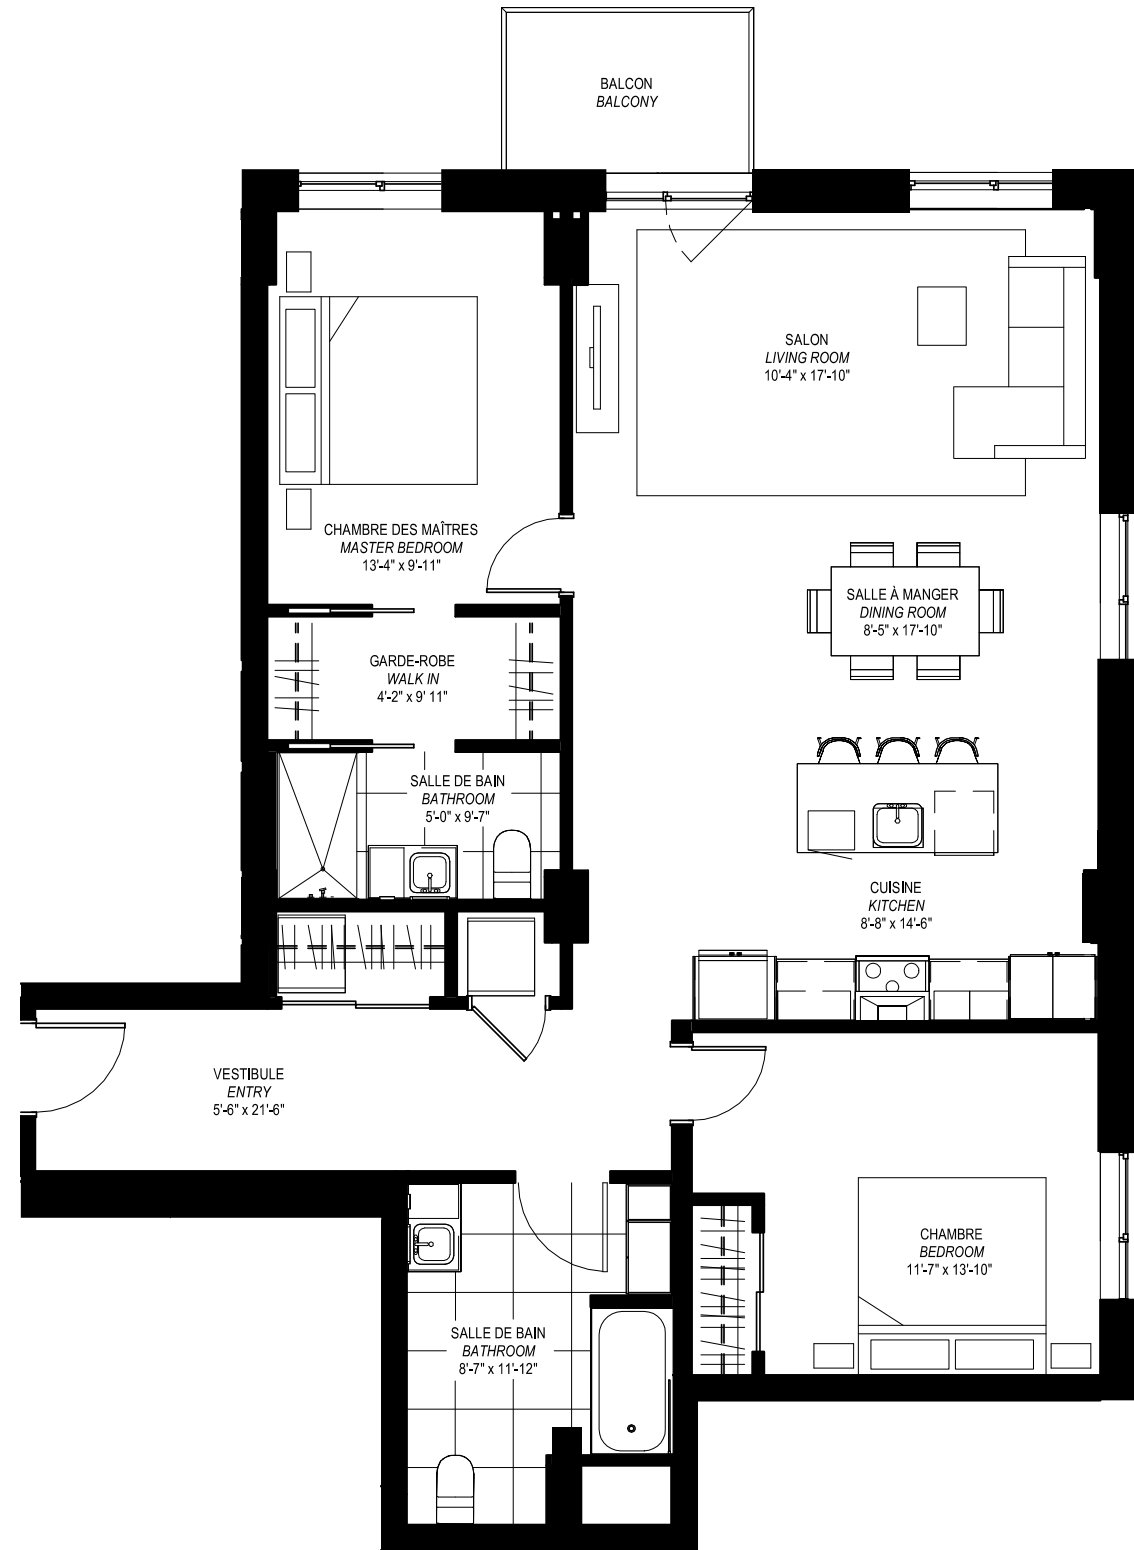 BALCON
BALCONY
SALON
LIVING ROOM
10'-4" x 17'-10"
CHAMBRE DES MAÎTRES
MASTER BEDROOM
13'-4" x 9'-11"
SALLE À MANGER
DINING ROOM
8'-5" x 17'-10"
GARDE-ROBE
WALK IN
4'-2" x 9' 11"
SALLE DE BAIN
BATHROOM
5'-0" x 9'-7"
CUISINE
KITCHEN
8'-8" x 14'-6"
VESTIBULE
ENTRY
5'-6" x 21'-6"
CHAMBRE
BEDROOM
11'-7" x 13'-10"
SALLE DE BAIN
BATHROOM
8'-7" x 11'-12"